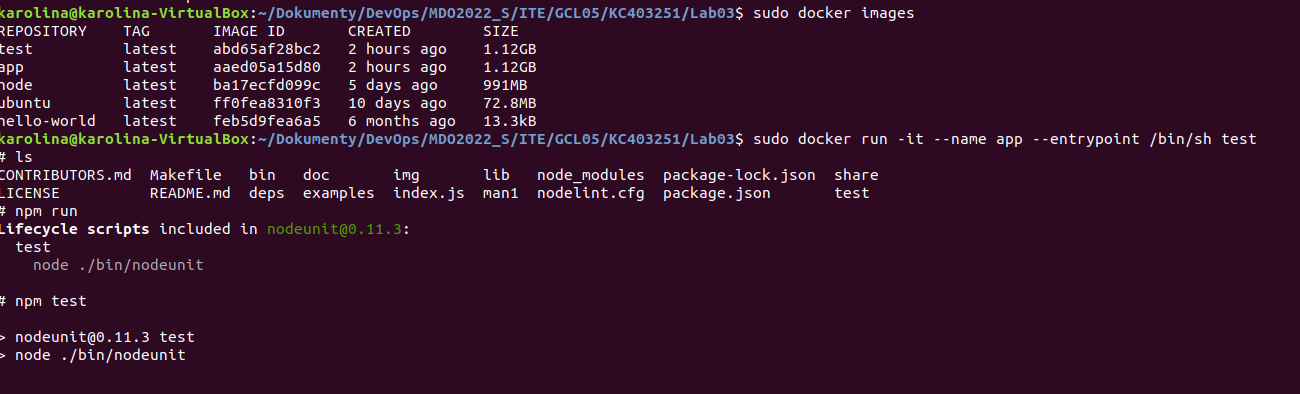 karolina@karolina-VirtualBox:~/Dokumenty/DevOps/MDO2022_S/ITE/GCL05/KC403251/Lab03$ sudo docker images
REPOSITORY    TAG       IMAGE ID       CREATED        SIZE
test          latest    abd65af28bc2   2 hours ago    1.12GB
app           latest    aaed05a15d80   2 hours ago    1.12GB
node          latest    ba17ecfd099c   5 days ago     991MB
ubuntu        latest    ff0fea8310f3   10 days ago    72.8MB
hello-world   latest    feb5d9fea6a5   6 months ago   13.3kB
karolina@karolina-VirtualBox:~/Dokumenty/DevOps/MDO2022_S/ITE/GCL05/KC403251/Lab03$ sudo docker run -it --name app --entrypoint /bin/sh test
# ls
CONTRIBUTORS.md  Makefile   bin   doc       img       lib   node_modules  package-lock.json  share
LICENSE          README.md  deps  examples  index.js  man1  nodelint.cfg  package.json       test
# npm run
Lifecycle scripts included in nodeunit@0.11.3:
  test
    node ./bin/nodeunit
# npm test
> nodeunit@0.11.3 test
> node ./bin/nodeunit